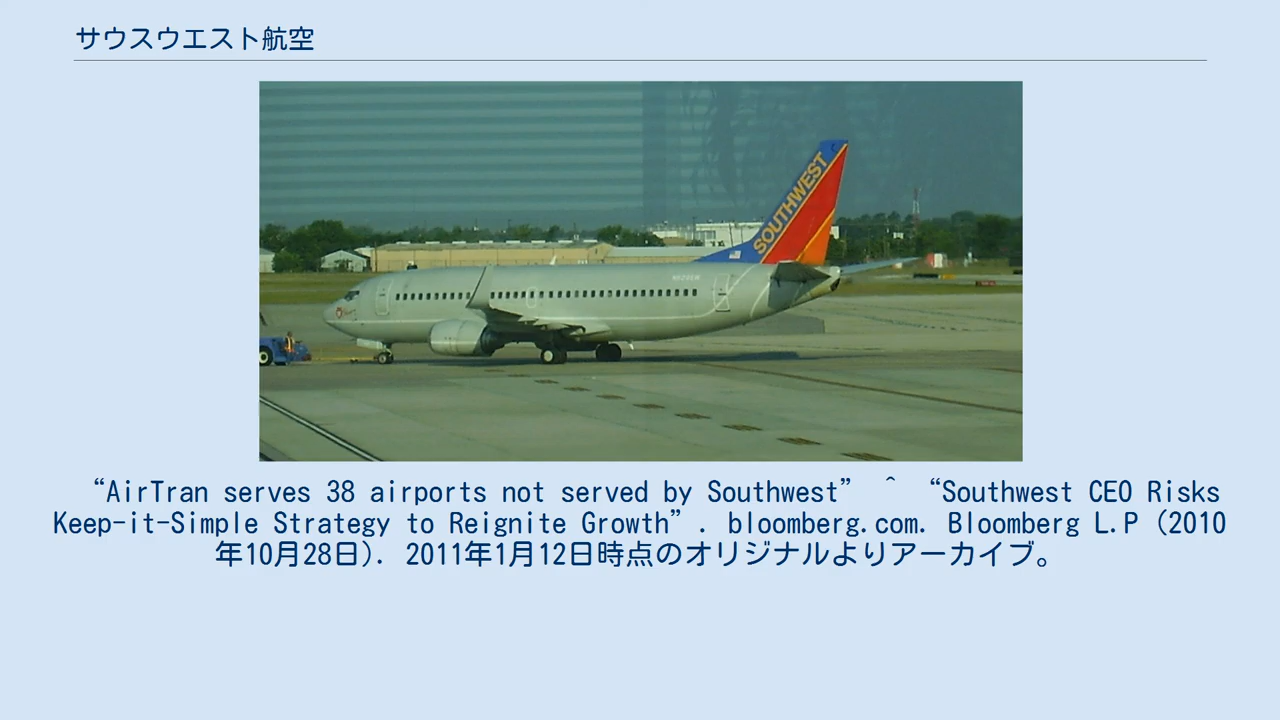 サウスウエスト航空
SOUTHWEST
“AirTran serves 38 airports not served by Southwest” ^ “Southwest CEO Risks
Keep-it-Simple Strategy to Reignite Growth”. bloomberg.com. Bloomberg L.P (2010
年10月28日). 2011年1月12日時点のオリジナルよりアーカイブ。